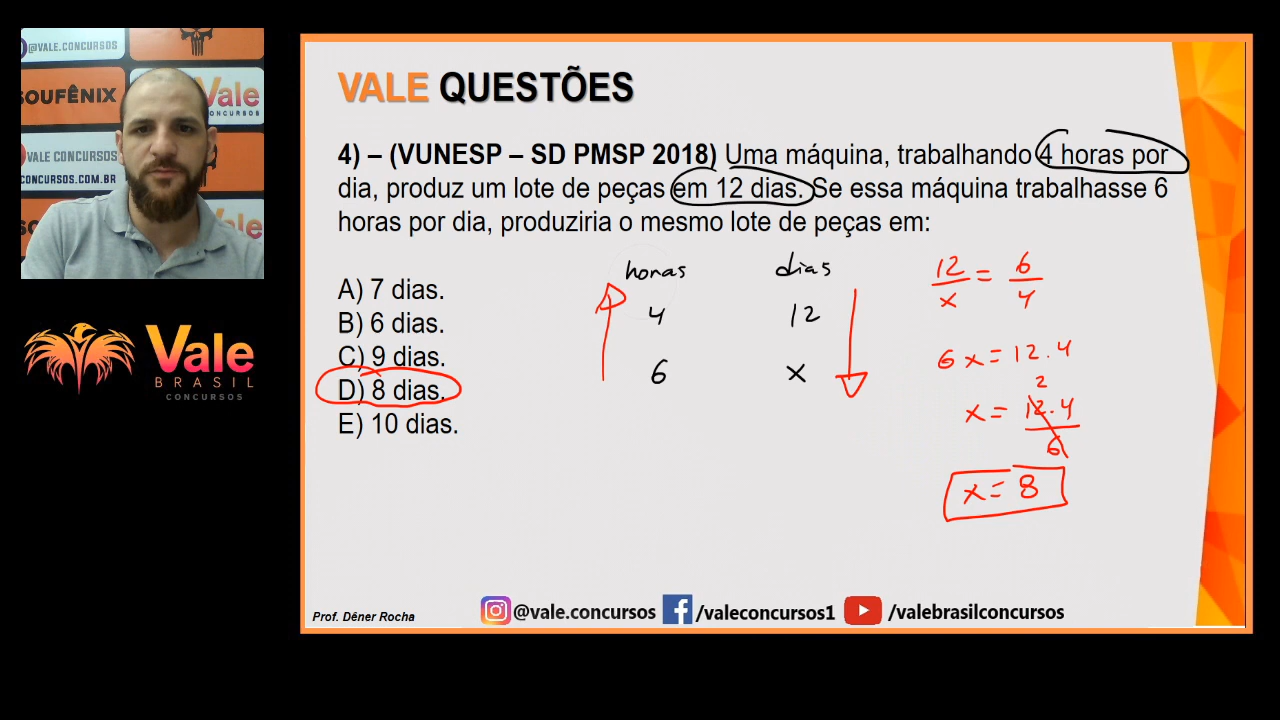 @VALE.CONCURSOS
SOUFÊNIX
Vale
CONCURSOS
VALE CONCURSOS
CONCURSOS.COM.BR
Vale
BRASIL
CONCURSOS
VALE QUESTÕES
4) – (VUNESP – SD PMSP 2018) Uma máquina, trabalhando 4 horas por
dia, produz um lote de peças em 12 dias. Se essa máquina trabalhasse 6
horas por dia, produziria o mesmo lote de peças em:
A) 7 dias.
B) 6 dias.
C) 9 dias.
D) 8 dias.
E) 10 dias.
horas dias
4 12
6 x
12/x = 6/4
6x = 12.4
2
x = 12.4/6
x = 8
Prof. Dêner Rocha
@vale.concursos /valeconcursos1 /valebrasilconcursos